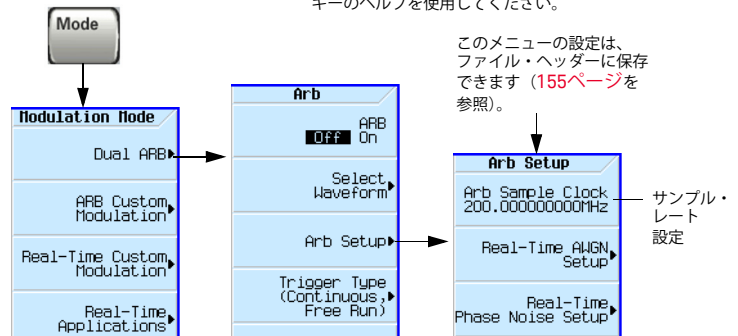 キーのヘルプを使用してください。
Mode
このメニューの設定は、
ファイル・ヘッダーに保存
できます（155ページを
参照）。
Modulation Mode
Dual ARB
ARB Custom
Modulation
Real-Time Custom
Modulation
Real-Time
Applications
Arb
ARB
Off On
Select
Waveform
Arb Setup
Trigger Type
(Continuous,
Free Run)
Arb Setup
Arb Sample Clock
200.000000000MHz
Real-Time AWGN
Setup
Real-Time
Phase Noise Setup
サンプル・
レート
設定